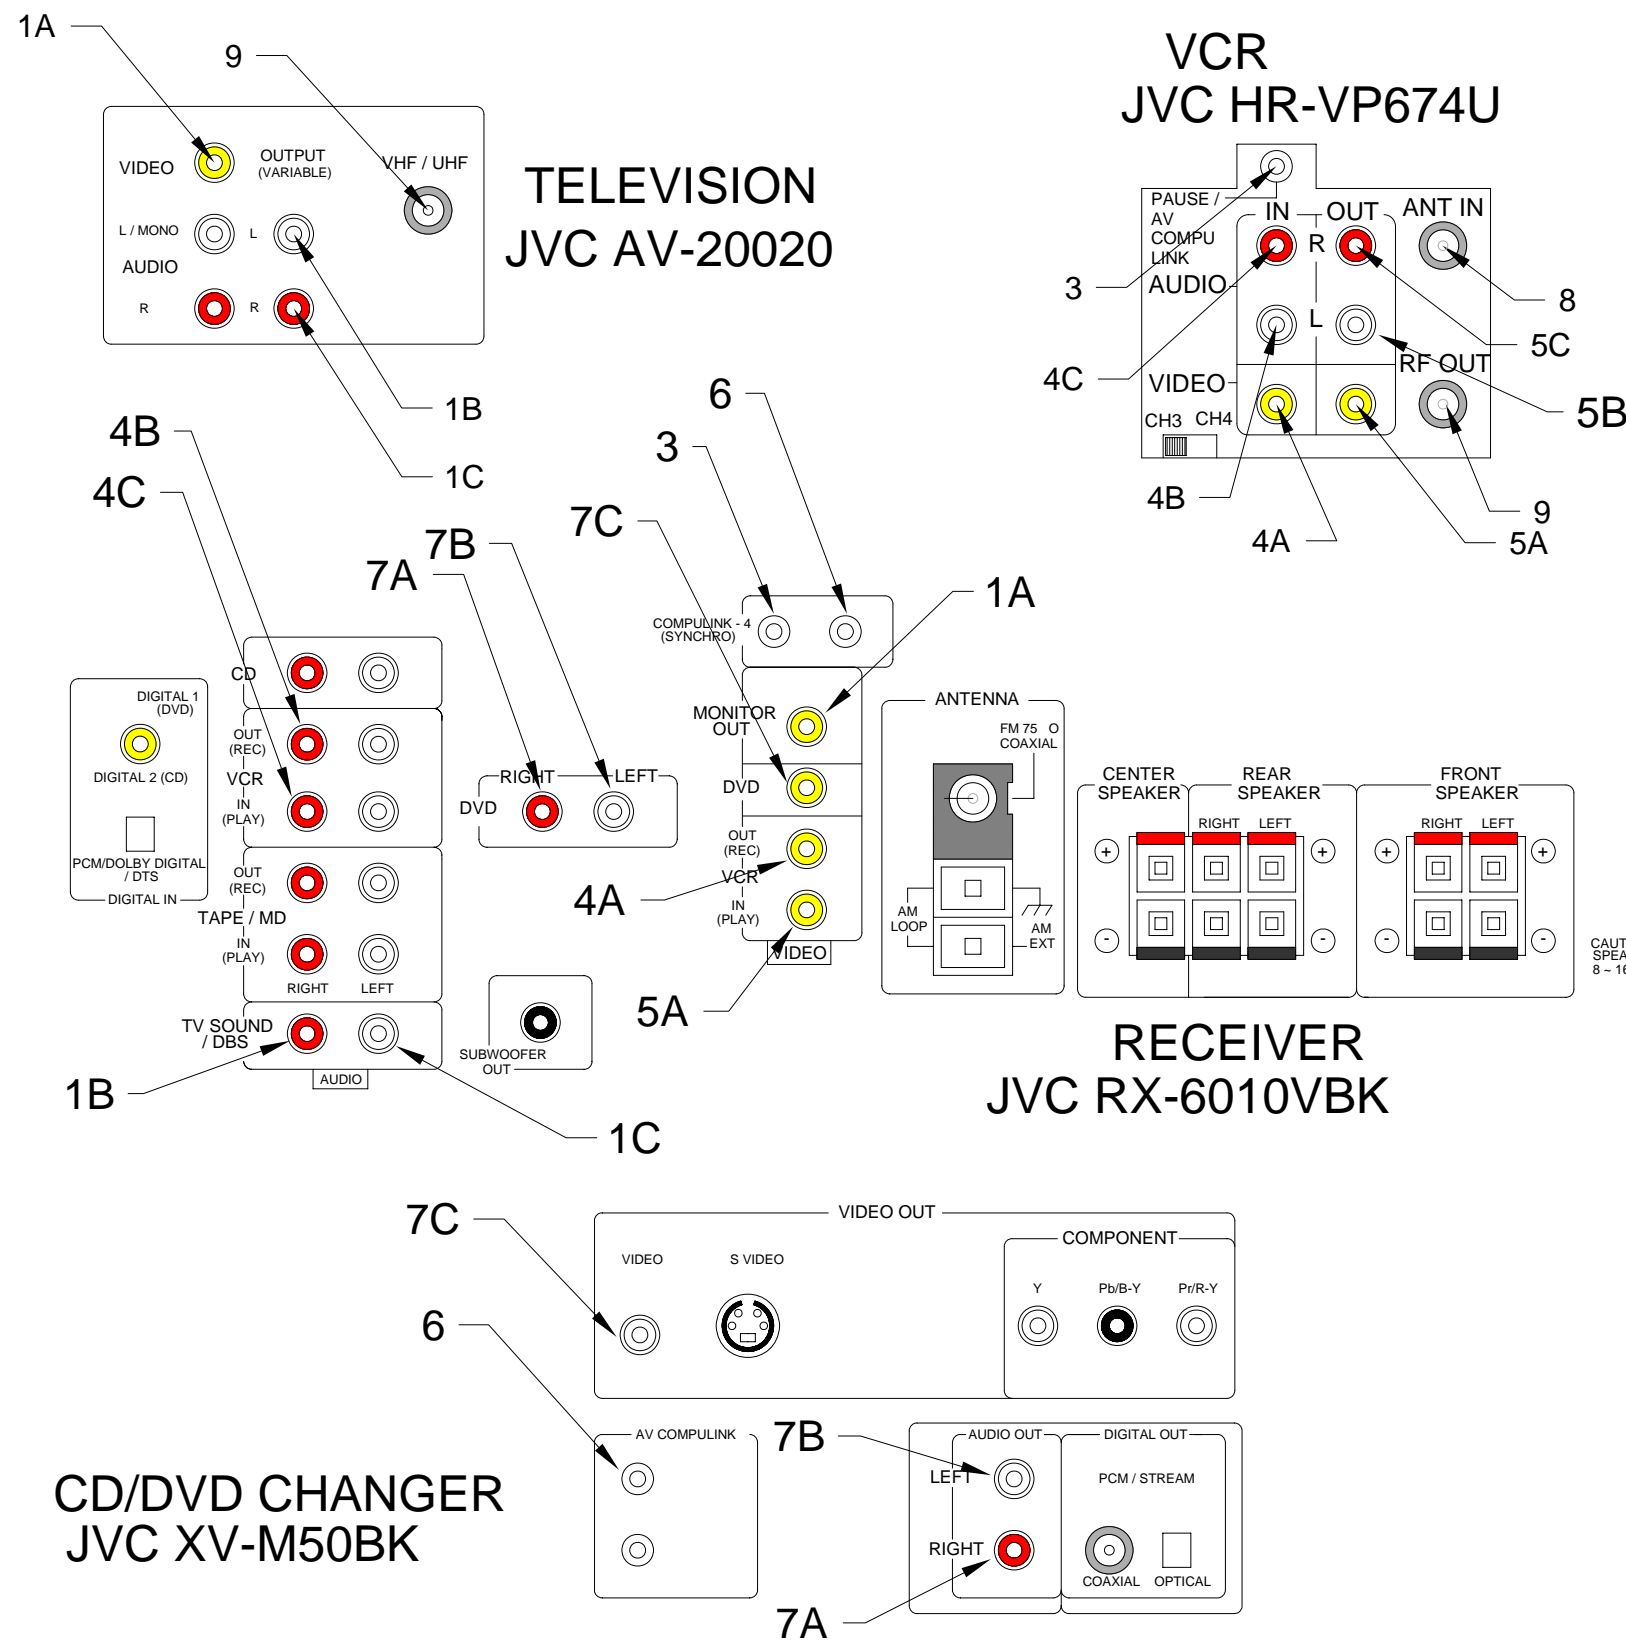 1A
9
VIDEO
OUTPUT
(VARIABLE)
VHF / UHF
L / MONO
L
AUDIO
R
R
1B
1C
TELEVISION
JVC AV-20020
VCR
JVC HR-VP674U
PAUSE /
AV
COMPU
LINK
IN
OUT
ANT IN
R
AUDIO
L
VIDEO
RF OUT
CH3
CH4
3
4C
4B
4A
8
5C
5B
9
5A
4B
4C
7A
7B
7C
3
6
1A
COMPULINK - 4
(SYNCHRO)
MONITOR
OUT
DVD
OUT
(REC)
VCR
IN
(PLAY)
VIDEO
4A
5A
DIGITAL 1
(DVD)
DIGITAL 2 (CD)
PCM/DOLBY DIGITAL
/ DTS
DIGITAL IN
CD
OUT
(REC)
VCR
IN
(PLAY)
OUT
(REC)
TAPE / MD
IN
(PLAY)
RIGHT
LEFT
TV SOUND
/ DBS
AUDIO
1B
1C
RIGHT
LEFT
DVD
SUBWOOFER
OUT
ANTENNA
FM 75 O
COAXIAL
AM
LOOP
AM
EXT
CENTER
SPEAKER
REAR
SPEAKER
RIGHT
LEFT
+
+
-
-
FRONT
SPEAKER
RIGHT
LEFT
+
+
-
-
CAUT
SPEA
8 ~ 16
RECEIVER
JVC RX-6010VBK
7C
6
VIDEO OUT
VIDEO
S VIDEO
COMPONENT
Y
Pb/B-Y
Pr/R-Y
AV COMPULINK
7B
7A
AUDIO OUT
LEFT
RIGHT
DIGITAL OUT
PCM / STREAM
COAXIAL
OPTICAL
CD/DVD CHANGER
JVC XV-M50BK